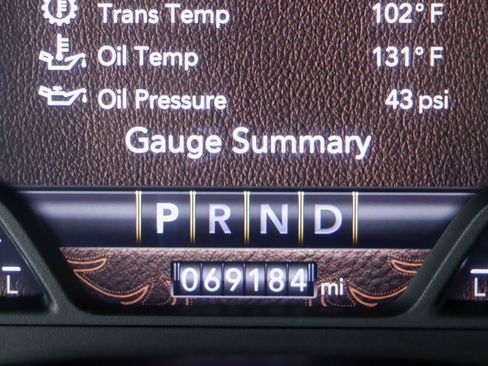 Trans Temp 102°F
Oil Temp 131°F
Oil Pressure 43 psi
Gauge Summary
P R N D
069184 mi
L L